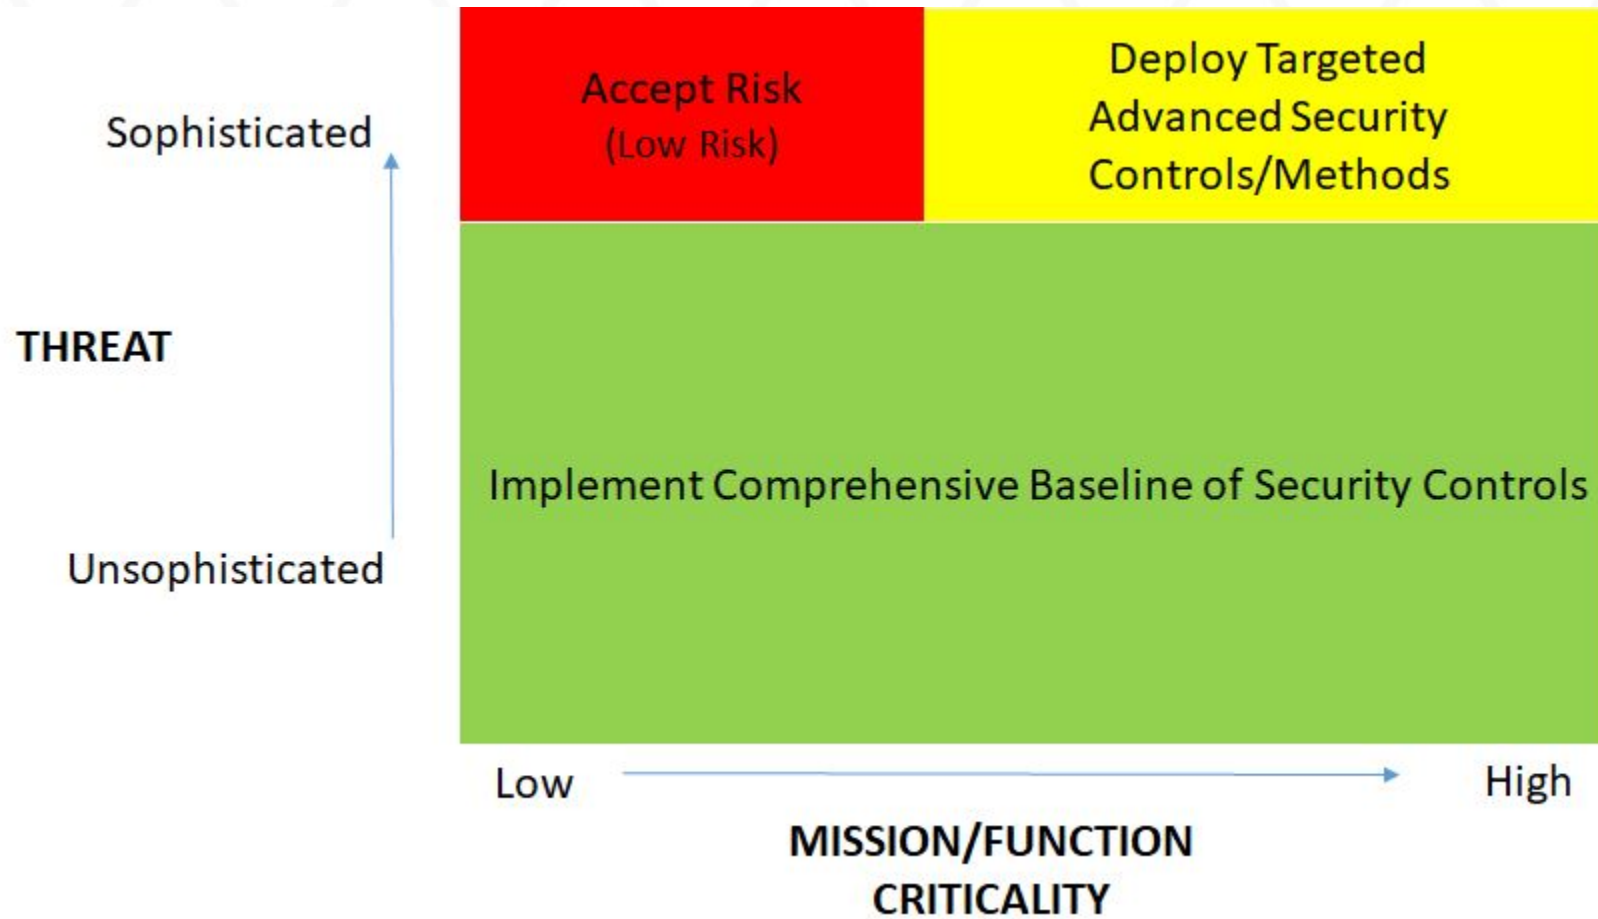 Accept Risk
(Low Risk)
Deploy Targeted
Advanced Security
Controls/Methods
Sophisticated
THREAT
Implement Comprehensive Baseline of Security Controls
Unsophisticated
Low
High
MISSION/FUNCTION
CRITICALITY